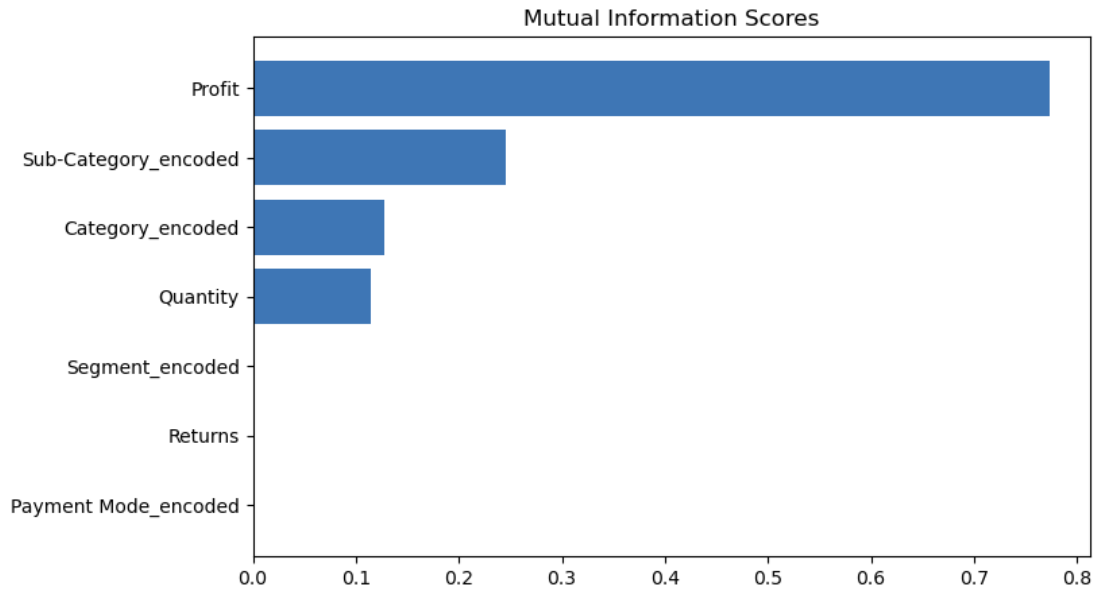 Mutual Information Scores
Profit
Sub-Category_encoded
Category_encoded
Quantity
Segment_encoded
Returns
Payment Mode_encoded
0.0 0.1 0.2 0.3 0.4 0.5 0.6 0.7 0.8